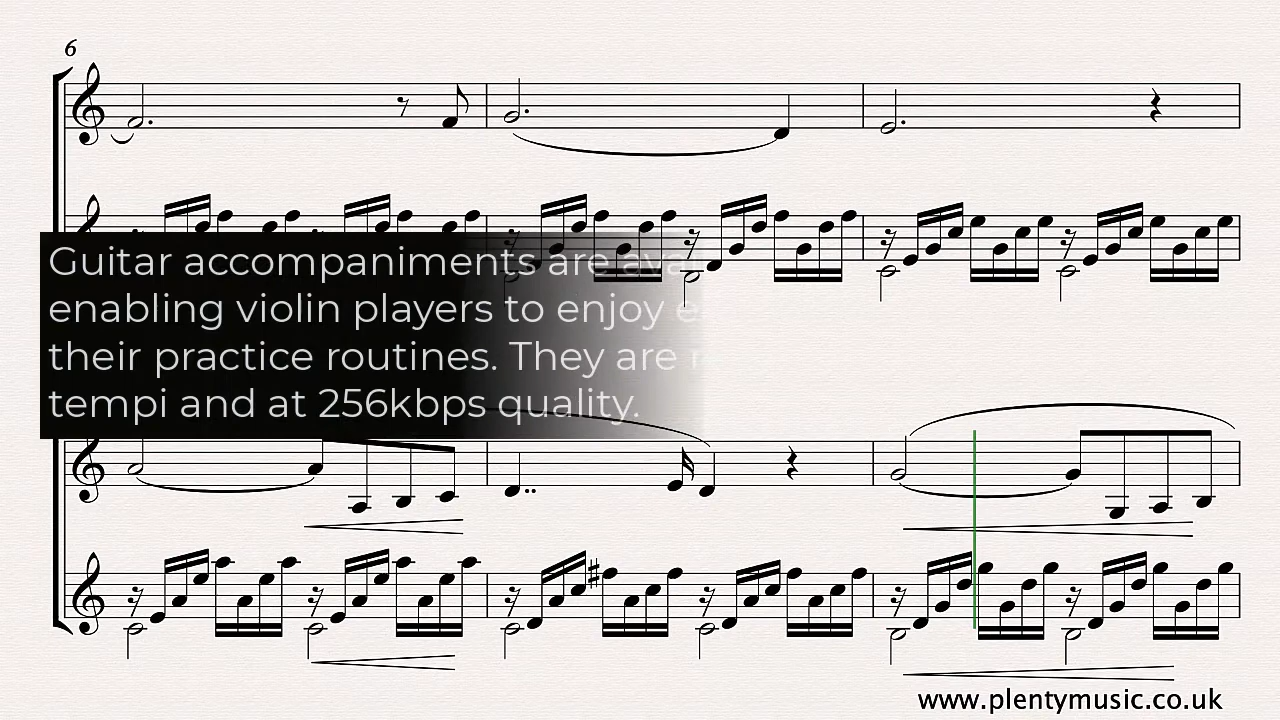 6
Guitar accompaniments are
enabling violin players to enjoy
their practice routines. They are
tempi and at 256kbps quality.
www.plentymusic.co.uk